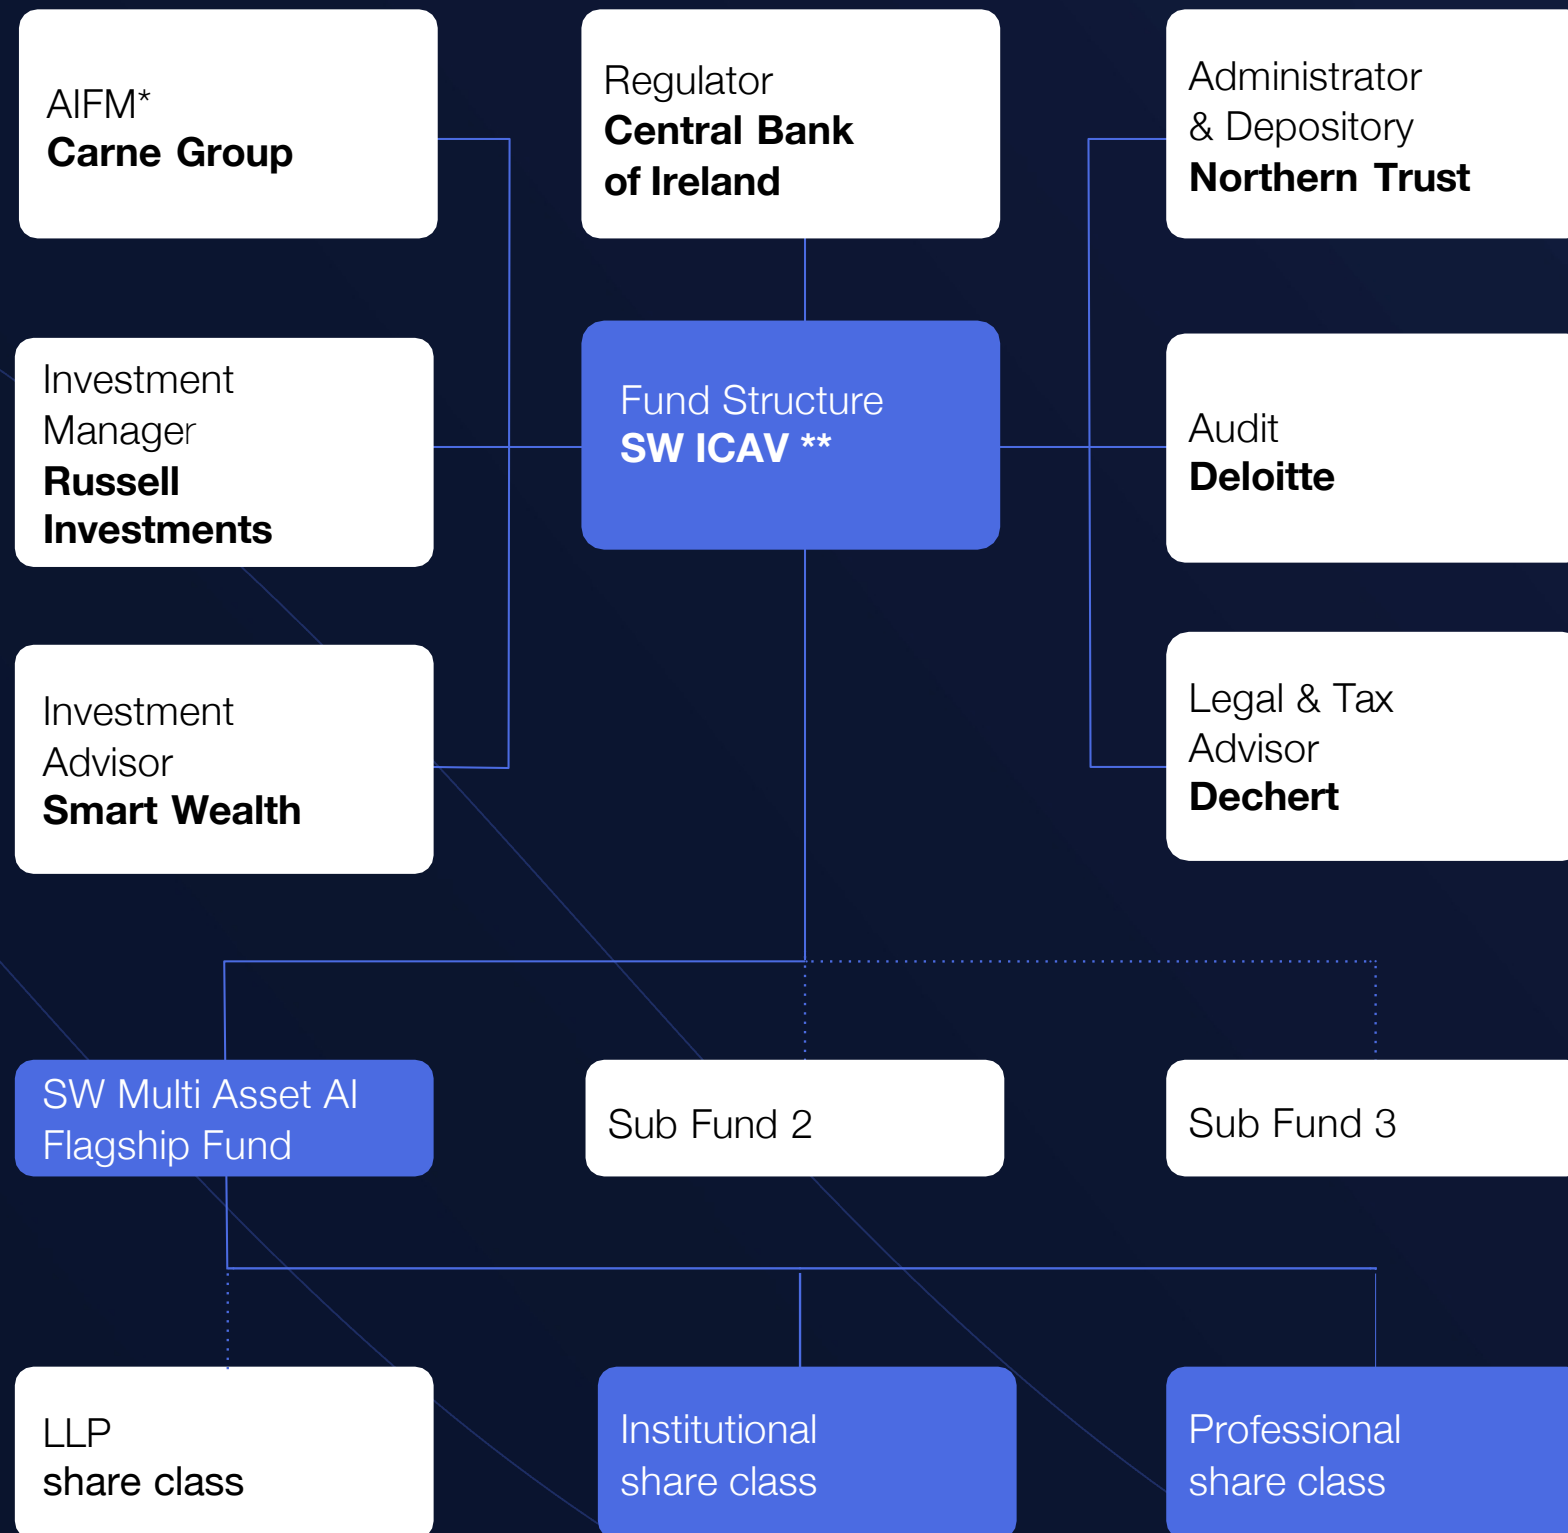 AIFM*
Carne Group
Regulator
Central Bank
of Ireland
Administrator
& Depository
Northern Trust
Investment
Manager
Russell
Investments
Fund Structure
SW ICAV **
Audit
Deloitte
Investment
Advisor
Smart Wealth
Legal & Tax
Advisor
Dechert
SW Multi Asset AI
Flagship Fund
Sub Fund 2
Sub Fund 3
LLP
share class
Institutional
share class
Professional
share class